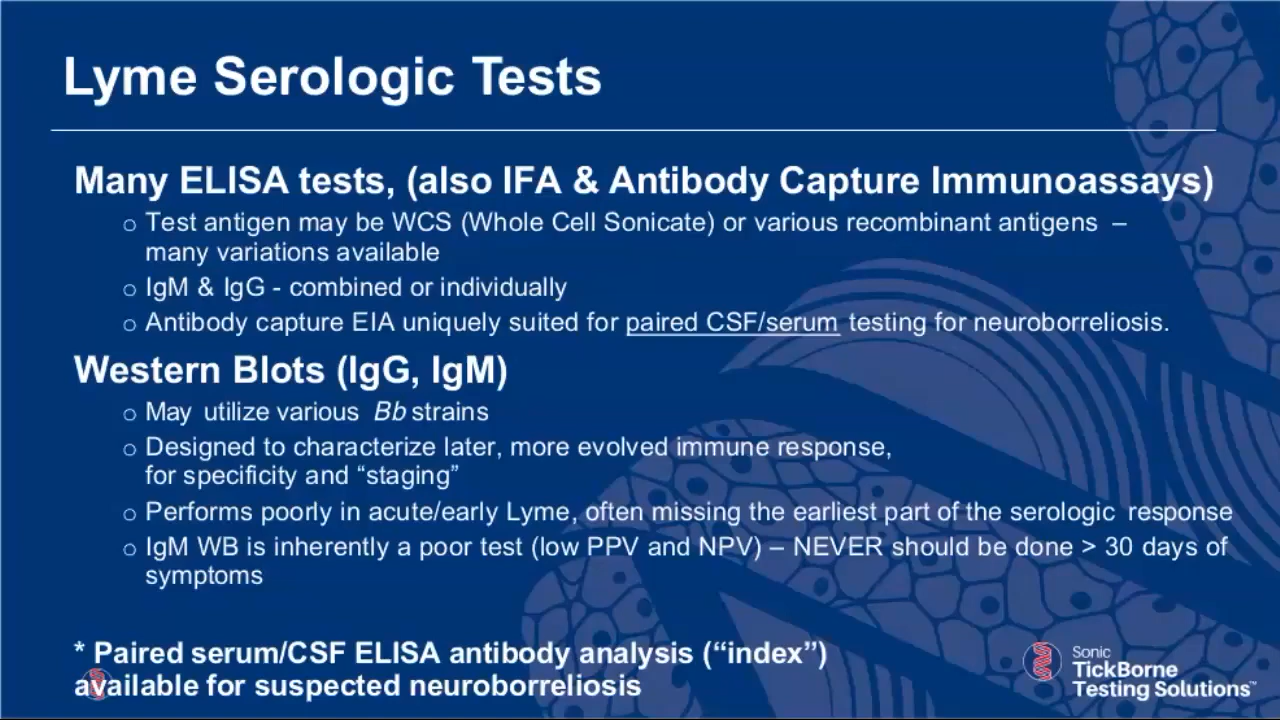 Lyme Serologic Tests
Many ELISA tests, (also IFA & Antibody Capture Immunoassays)
o Test antigen may be WCS (Whole Cell Sonicate) or various recombinant antigens –
many variations available
o IgM & IgG - combined or individually
o Antibody capture EIA uniquely suited for paired CSF/serum testing for neuroborreliosis.
Western Blots (IgG, IgM)
o May utilize various Bb strains
o Designed to characterize later, more evolved immune response,
for specificity and “staging”
o Performs poorly in acute/early Lyme, often missing the earliest part of the serologic response
o IgM WB is inherently a poor test (low PPV and NPV) – NEVER should be done > 30 days of
symptoms
* Paired serum/CSF ELISA antibody analysis (“index”)
available for suspected neuroborreliosis
Sonic
TickBorne
Testing Solutions™